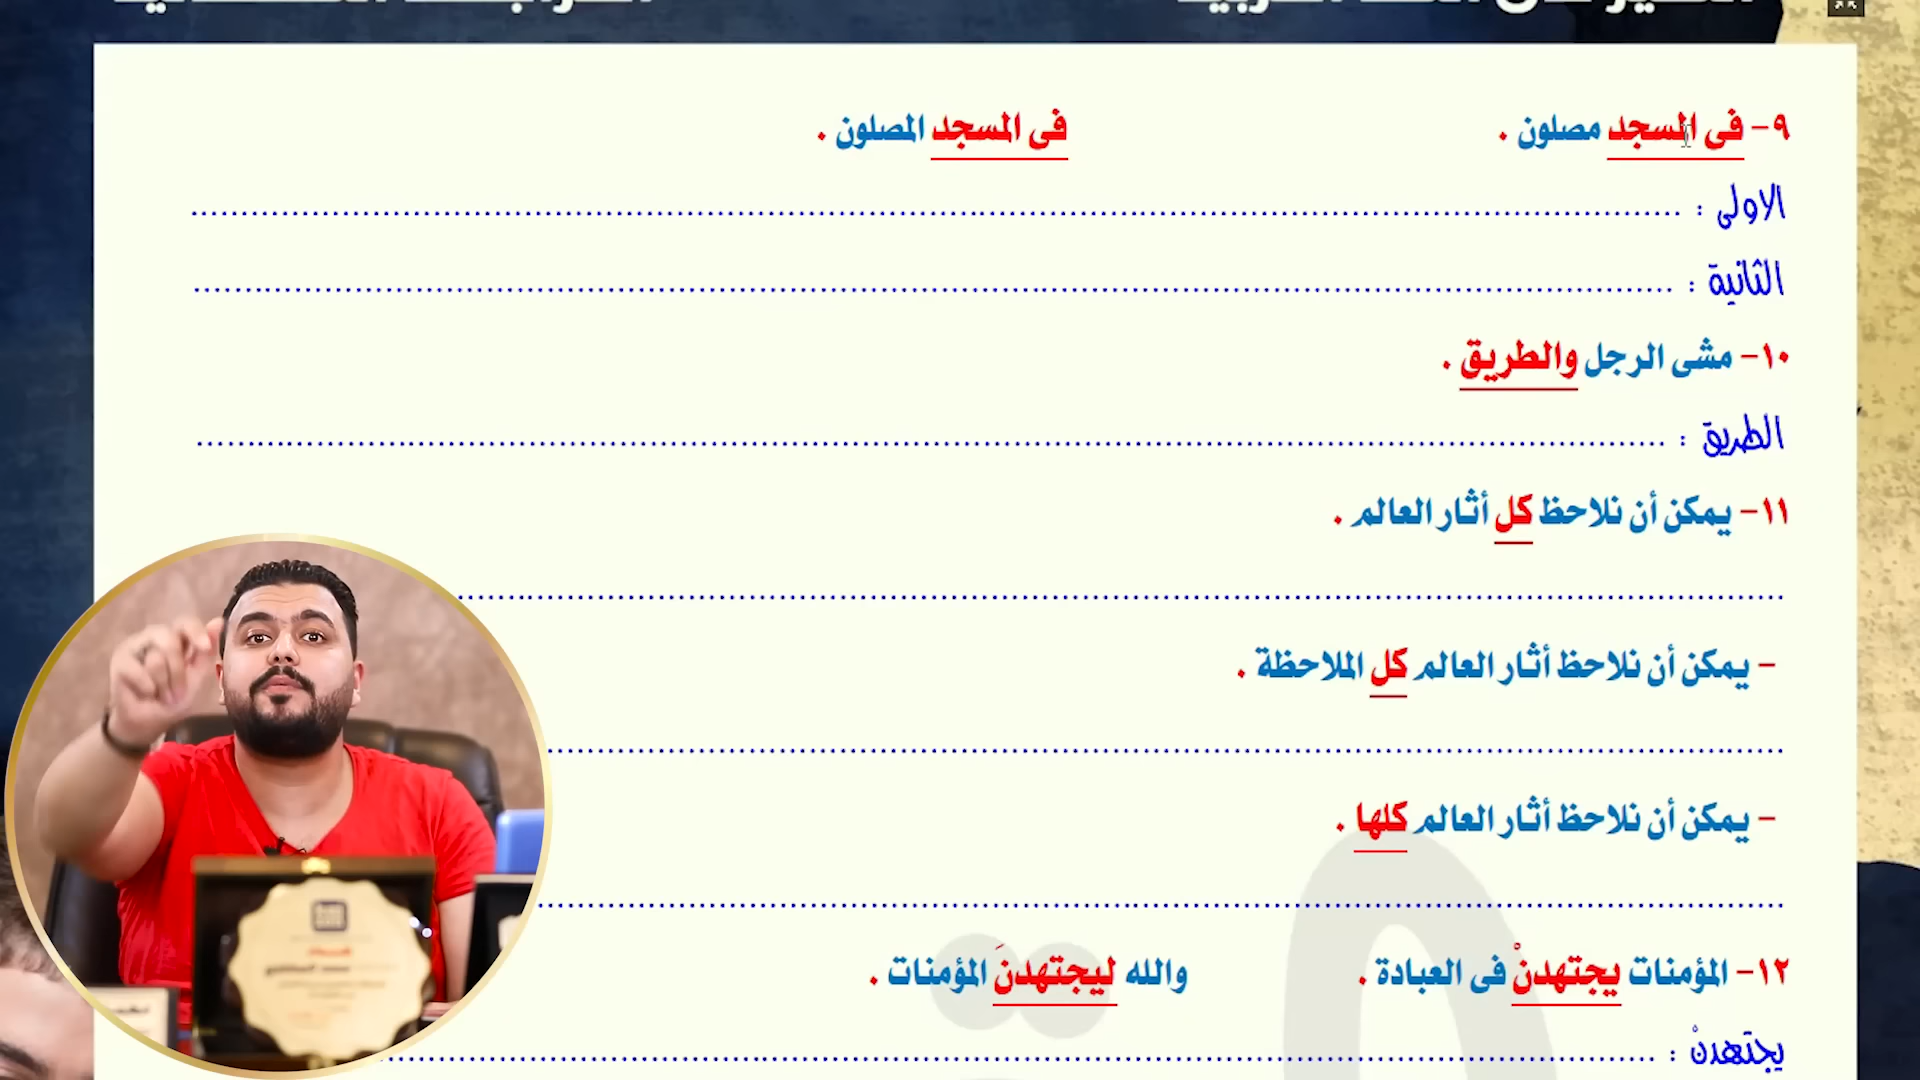 ٩- فى المسجد مصلون . فى المسجد المصلون .
الاولى : ........................................
الثانية : ........................................
١٠- مشى الرجل والطريق .
الطريق : ........................................
١١- يمكن أن نلاحظ كل أثار العالم .
........................................
- يمكن أن نلاحظ أثار العالم كل الملاحظة .
........................................
- يمكن أن نلاحظ أثار العالم كلها .
........................................
١٢- المؤمنات يجتهدنْ فى العبادة . والله ليجتهدنَ المؤمنات .
يجتهدنْ : ........................................